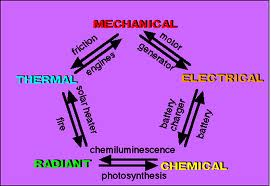 MECHANICAL
friction
engines
motor
generator
THERMAL
ELECTRICAL
solar heater
fire
battery charger
battery
chemiluminescence
RADIANT
CHEMICAL
photosynthesis